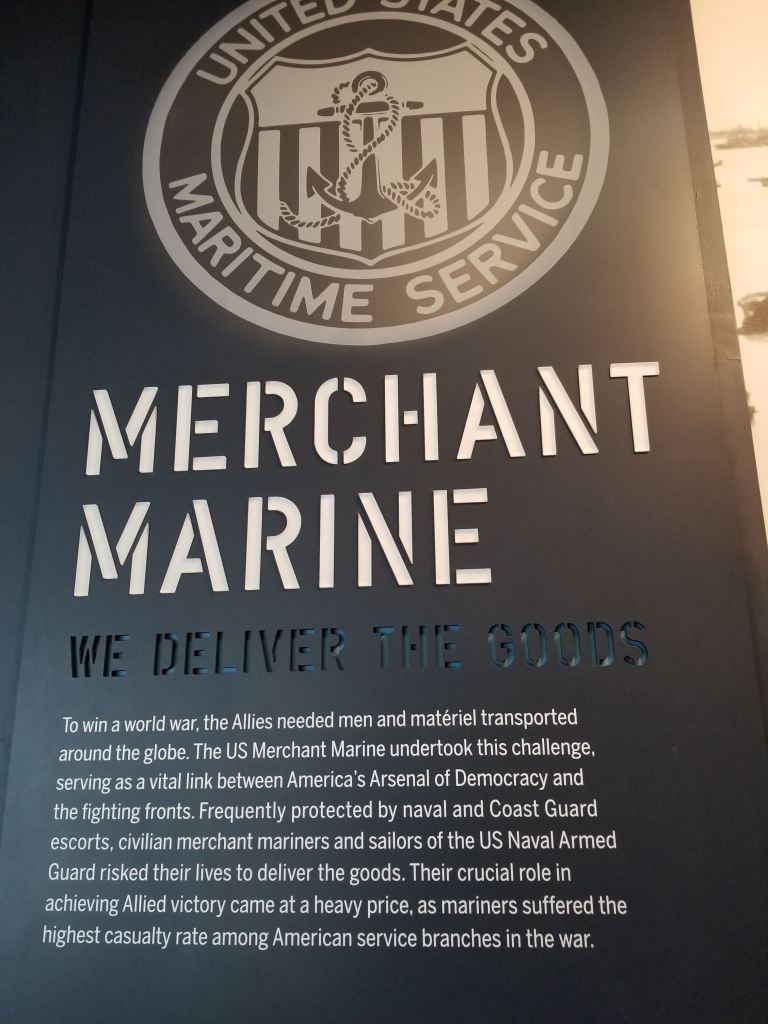 UNITED STATES
MARITIME SERVICE
MERCHANT
MARINE
WE DELIVER THE GOODS
To win a world war, the Allies needed men and matériel transported
around the globe. The US Merchant Marine undertook this challenge,
serving as a vital link between America's Arsenal of Democracy and
the fighting fronts. Frequently protected by naval and Coast Guard
escorts, civilian merchant mariners and sailors of the US Naval Armed
Guard risked their lives to deliver the goods. Their crucial role in
achieving Allied victory came at a heavy price, as mariners suffered the
highest casualty rate among American service branches in the war.